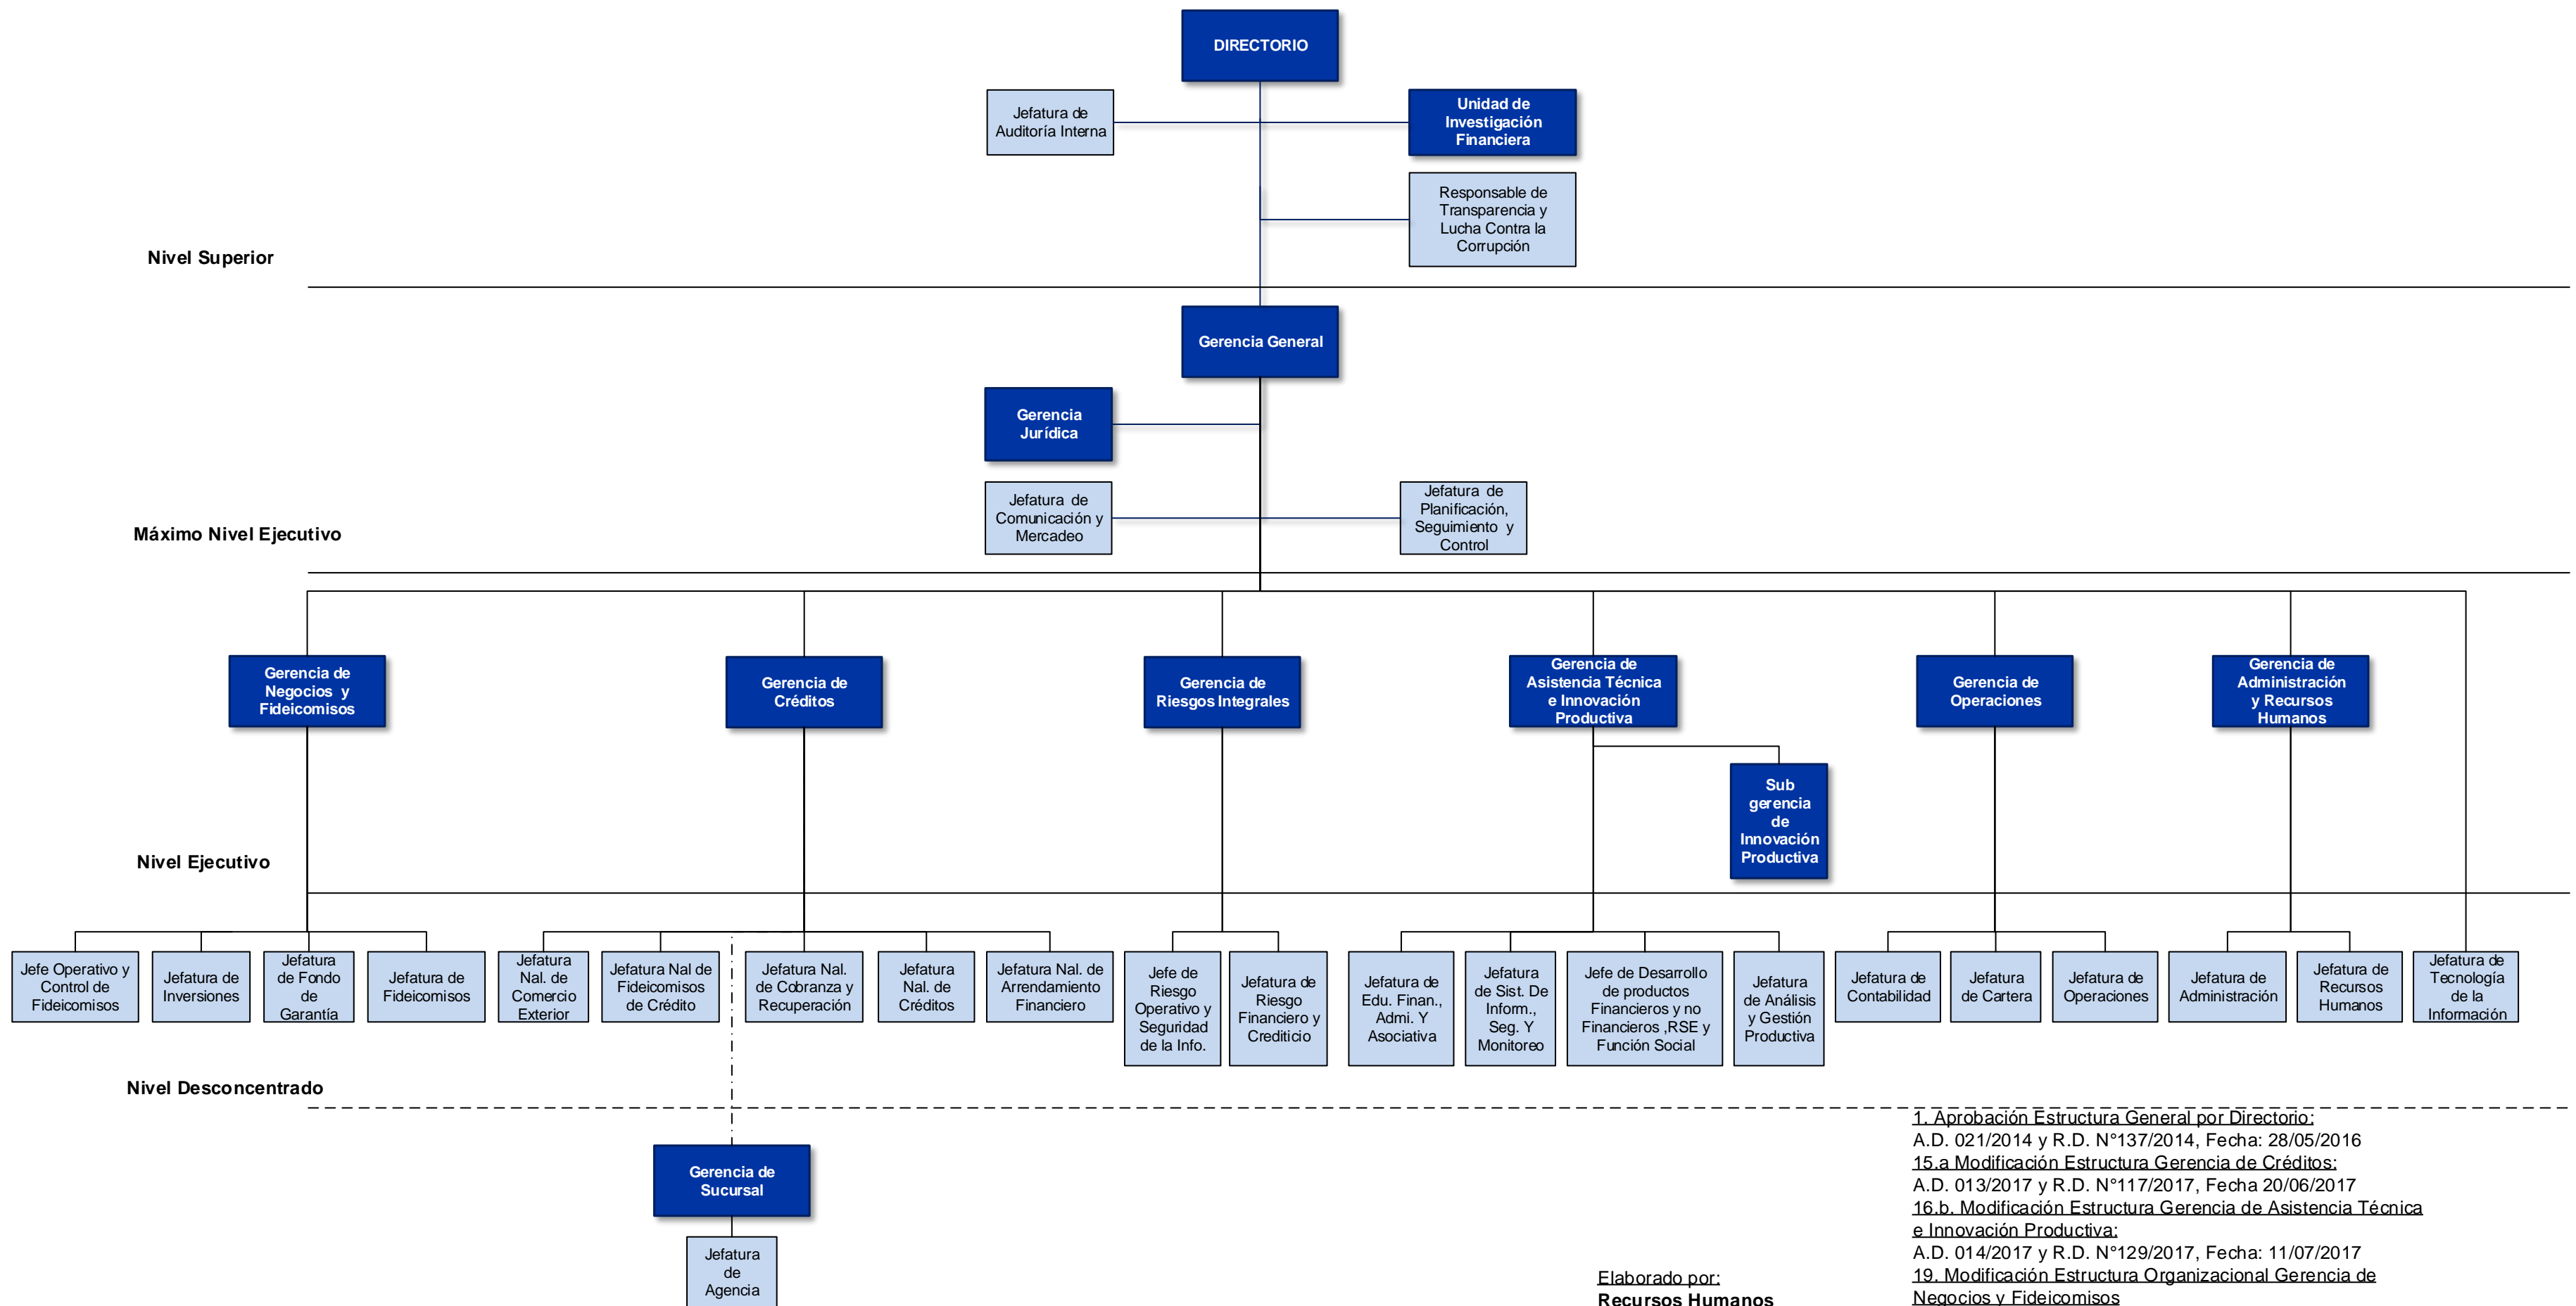 DIRECTORIO
Jefatura de
Auditoría Interna
Unidad de
Investigación
Financiera
Responsable de
Transparencia y
Lucha Contra la
Corrupción
Nivel Superior
Gerencia General
Gerencia
Jurídica
Jefatura de
Comunicación y
Mercadeo
Jefatura de
Planificación,
Seguimiento y
Control
Máximo Nivel Ejecutivo
Gerencia de
Negocios y
Fideicomisos
Gerencia de
Créditos
Gerencia de
Riesgos Integrales
Gerencia de
Asistencia Técnica
e Innovación
Productiva
Gerencia de
Operaciones
Gerencia de
Administración
y Recursos
Humanos
Sub
gerencia
de
Innovación
Productiva
Nivel Ejecutivo
Jefe Operativo y
Control de
Fideicomisos
Jefatura de
Inversiones
Jefatura
de Fondo
de
Garantía
Jefatura de
Fideicomisos
Jefatura
Nal. de
Comercio
Exterior
Jefatura Nal de
Fideicomisos
de Crédito
Jefatura Nal.
de Cobranza y
Recuperación
Jefatura
Nal. de
Créditos
Jefatura Nal. de
Arrendamiento
Financiero
Jefe de
Riesgo
Operativo y
Seguridad
de la Info.
Jefatura de
Riesgo
Financiero y
Crediticio
Jefatura de
Edu. Finan.,
Admi. Y
Asociativa
Jefatura
de Sist. De
Inform.,
Seg. Y
Monitoreo
Jefe de Desarrollo
de productos
Financieros y no
Financieros ,RSE y
Función Social
Jefatura
de Análisis
y Gestión
Productiva
Jefatura de
Contabilidad
Jefatura
de Cartera
Jefatura de
Operaciones
Jefatura de
Administración
Jefatura de
Recursos
Humanos
Jefatura de
Tecnología
de la
Información
Nivel Desconcentrado
Gerencia de
Sucursal
Jefatura
de
Agencia
Elaborado por:
Recursos Humanos
1. Aprobación Estructura General por Directorio:
A.D. 021/2014 y R.D. N°137/2014, Fecha: 28/05/2016
15.a Modificación Estructura Gerencia de Créditos:
A.D. 013/2017 y R.D. N°117/2017, Fecha 20/06/2017
16.b. Modificación Estructura Gerencia de Asistencia Técnica
e Innovación Productiva:
A.D. 014/2017 y R.D. N°129/2017, Fecha: 11/07/2017
19. Modificación Estructura Organizacional Gerencia de
Negocios y Fideicomisos